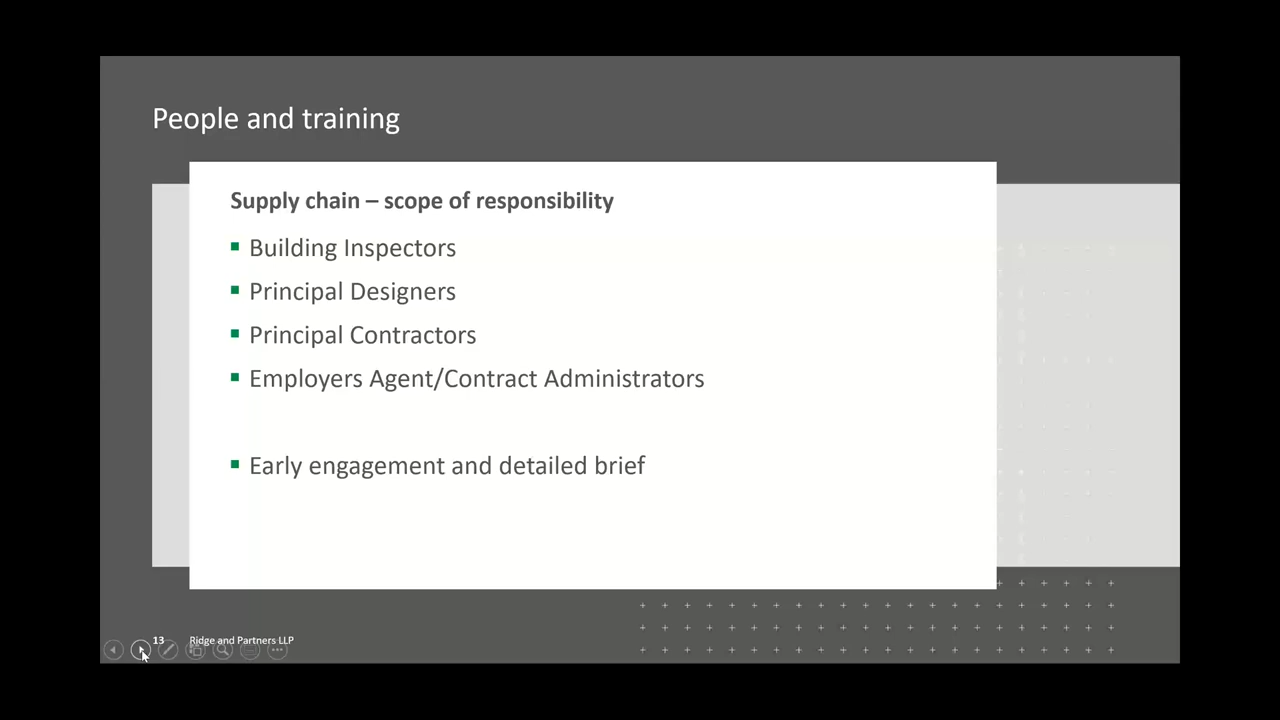 People and training
Supply chain – scope of responsibility
Building Inspectors
Principal Designers
Principal Contractors
Employers Agent/Contract Administrators
Early engagement and detailed brief
13 Ridge and Partners LLP